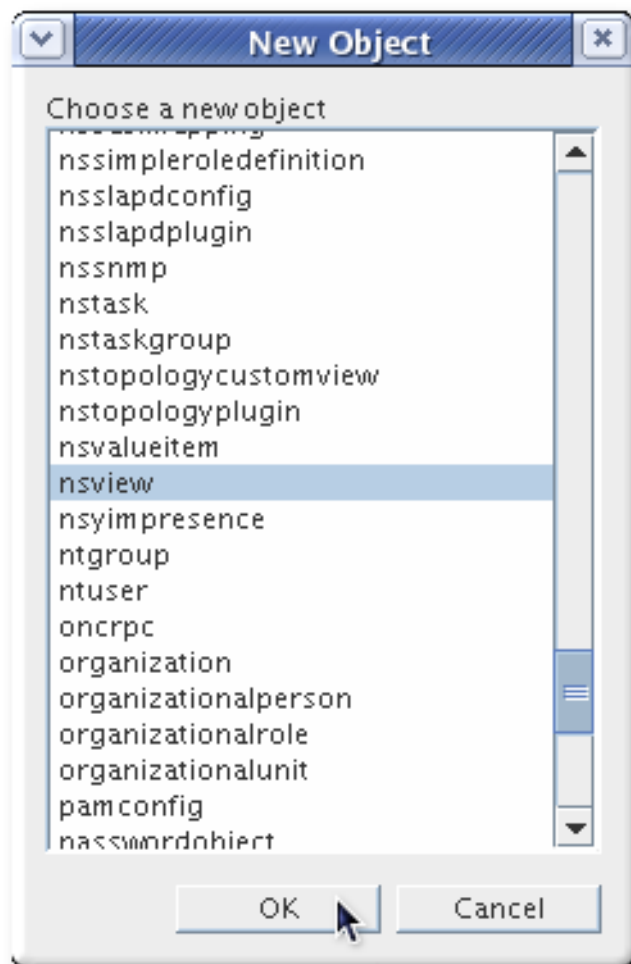 New Object
Choose a new object
nssimpleroledefinition
nsslapdconfig
nsslapdplugin
nssnmp
nstask
nstaskgroup
nstopologycustomview
nstopologyplugin
nsvalueitem
nsview
nsyimpresence
ntgroup
ntuser
oncrpc
organization
organizationalperson
organizationalrole
organizationalunit
pamconfig
passwordobject
OK
Cancel